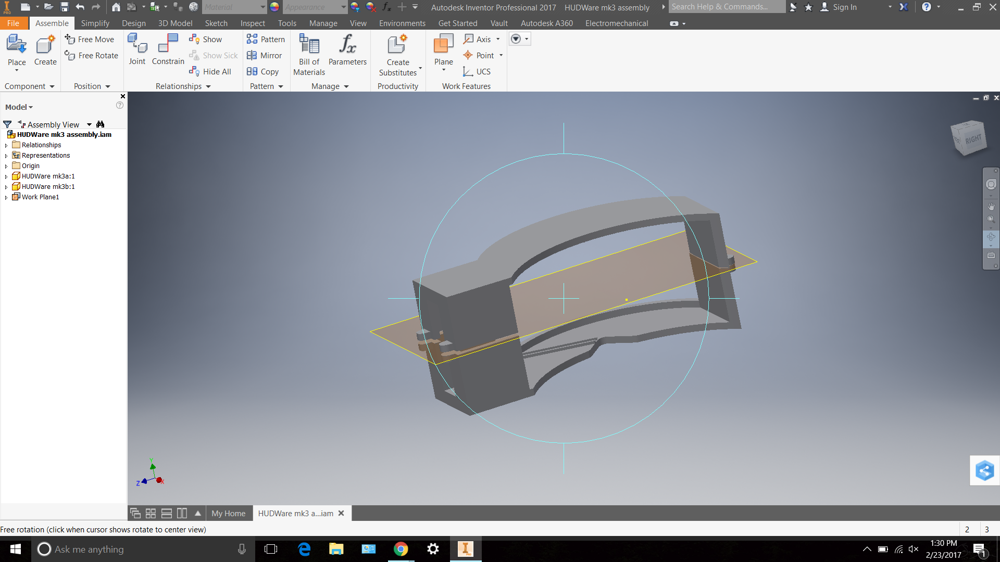 PRO
Material
Appearance
Autodesk Inventor Professional 2017 HUDWare mk3 assembly
Search Help & Commands...
Sign In
File Assemble Simplify Design 3D Model Sketch Inspect Tools Manage View Environments Get Started Vault Autodesk A360 Electromechanical
Place
Create
Free Move
Free Rotate
Joint
Constrain
Show
Show Sick
Hide All
Pattern
Mirror
Copy
Bill of
Materials
fx
Parameters
Create
Substitutes
Plane
Axis
Point
UCS
Component Position Relationships Pattern Manage Productivity Work Features
Model
Assembly View
HUDWare mk3 assembly.iam
Relationships
Representations
Origin
HUDWare mk3a:1
HUDWare mk3b:1
Work Plane1
RIGHT
Y
Z
X
My Home
HUDWare mk3 a...iam
Free rotation (click when cursor shows rotate to center view)
2 3
Ask me anything
PRO
1:30 PM
2/23/2017
1